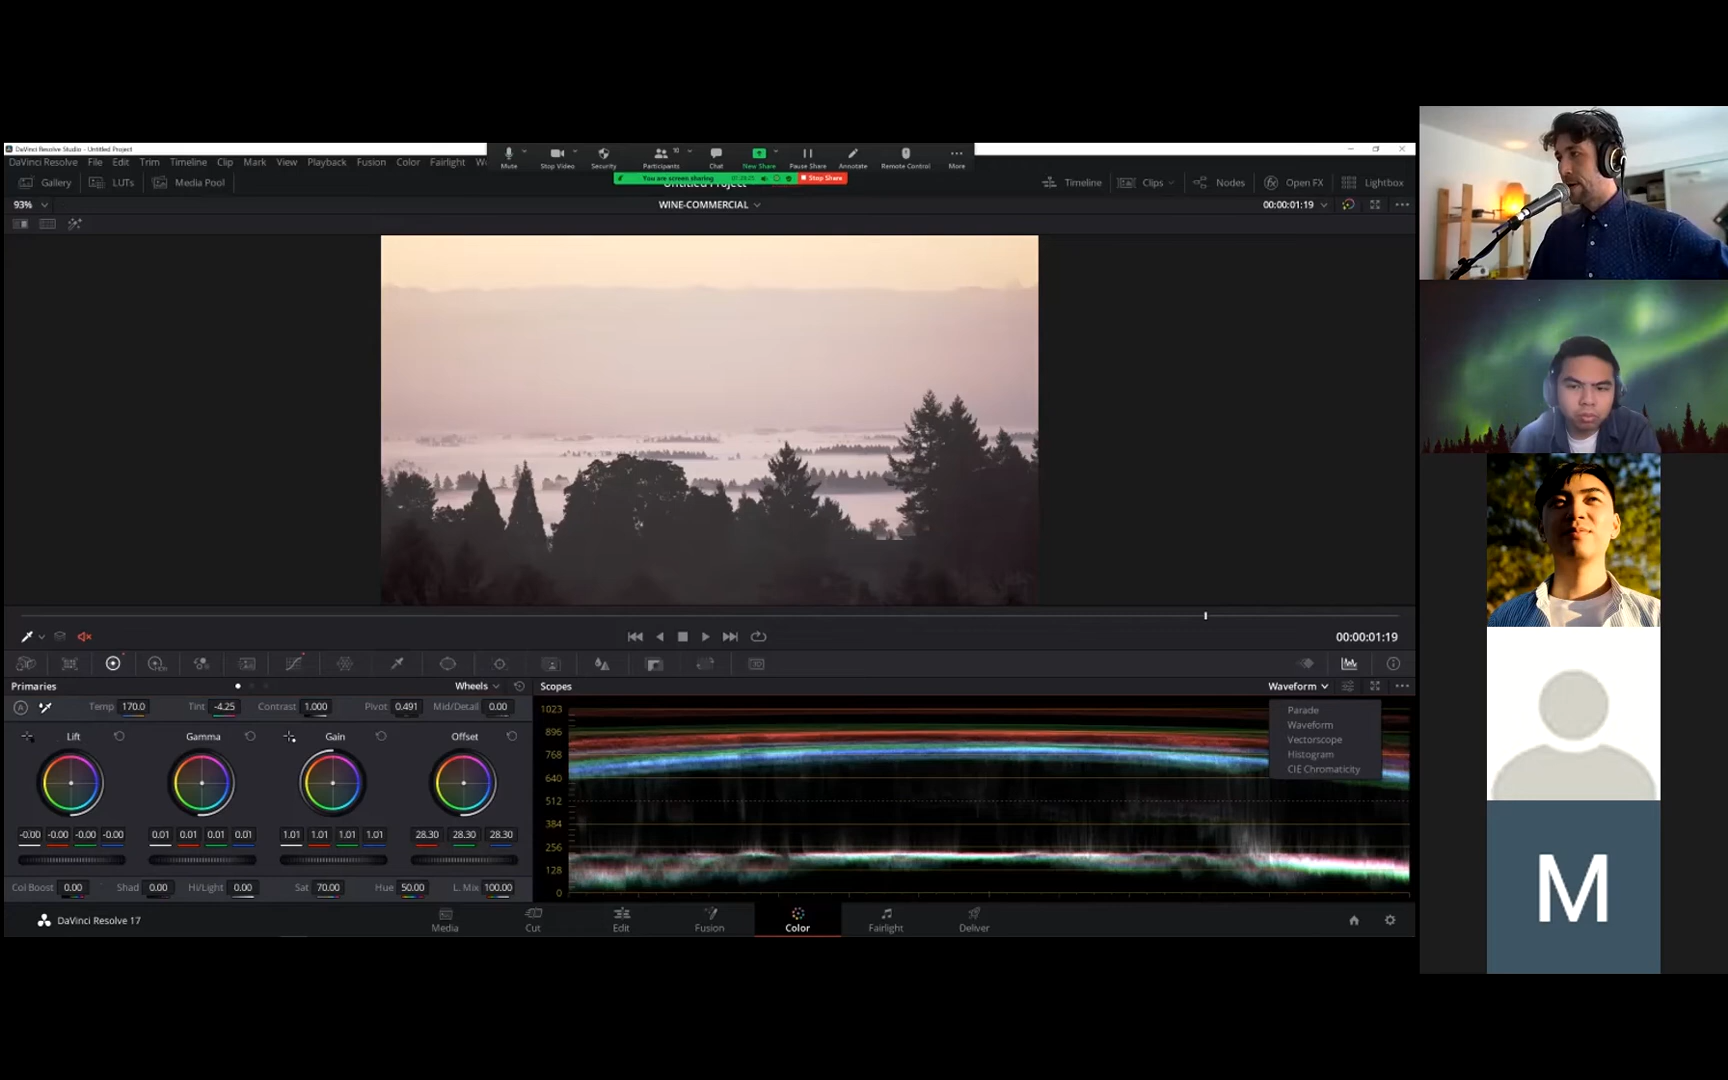 DaVinci Resolve Studio - Untitled Project
DaVinci Resolve File Edit Trim Timeline Clip Mark View Playback Fusion Color Fairlight
Mute Stop Video Security Participants 10 Chat New Share Pause Share Annotate Remote Control More
You are screen sharing Stop Share
Gallery LUTs Media Pool Untitled Project Timeline Clips Nodes Open FX Lightbox
93% WINE-COMMERCIAL 00:00:01:19
00:00:01:19
Primaries Wheels Scopes Waveform
Temp 170.0 Tint -4.25 Contrast 1.000 Pivot 0.491 Mid/Detail 0.00
Lift Gamma Gain Offset
-0.00 -0.00 -0.00 -0.00 0.01 0.01 0.01 0.01 1.01 1.01 1.01 1.01 28.30 28.30 28.30
Col Boost 0.00 Shad 0.00 Hi/Light 0.00 Sat 70.00 Hue 50.00 L. Mix 100.00
1023
896
768
640
512
384
256
128
0
Parade
Waveform
Vectorscope
Histogram
CIE Chromaticity
DaVinci Resolve 17 Media Cut Edit Fusion Color Fairlight Deliver
M